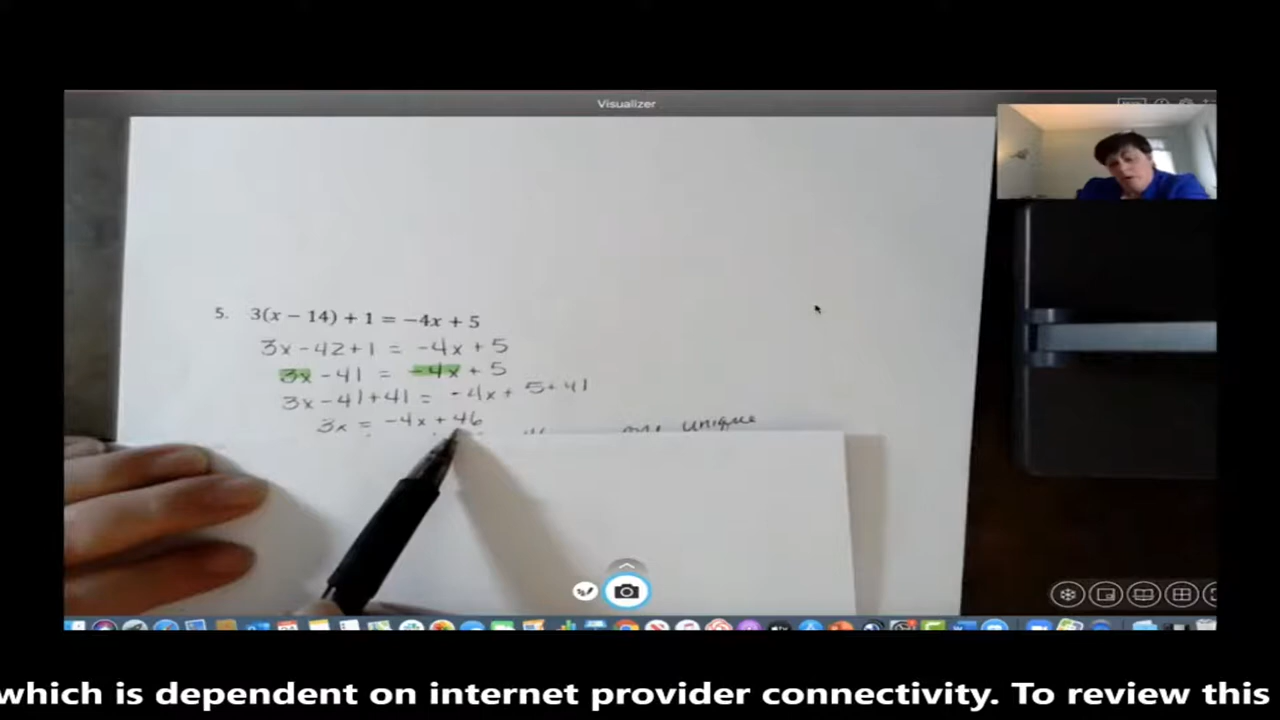 Visualizer
5. 3(x − 14) + 1 = −4x + 5
3x - 42 + 1 = -4x + 5
3x - 41 = -4x + 5
3x - 41 + 41 = -4x + 5 + 41
3x = -4x + 46
unique
which is dependent on internet provider connectivity. To review this